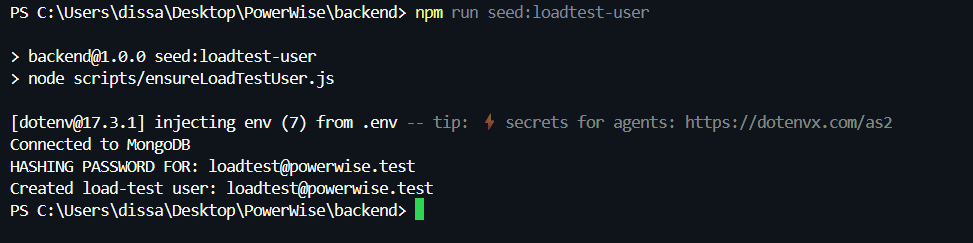 PS C:\Users\dissa\Desktop\PowerWise\backend> npm run seed:loadtest-user
> backend@1.0.0 seed:loadtest-user
> node scripts/ensureLoadTestUser.js
[dotenv@17.3.1] injecting env (7) from .env -- tip: ⚡ secrets for agents: https://dotenvx.com/as2
Connected to MongoDB
HASHING PASSWORD FOR: loadtest@powerwise.test
Created load-test user: loadtest@powerwise.test
PS C:\Users\dissa\Desktop\PowerWise\backend>